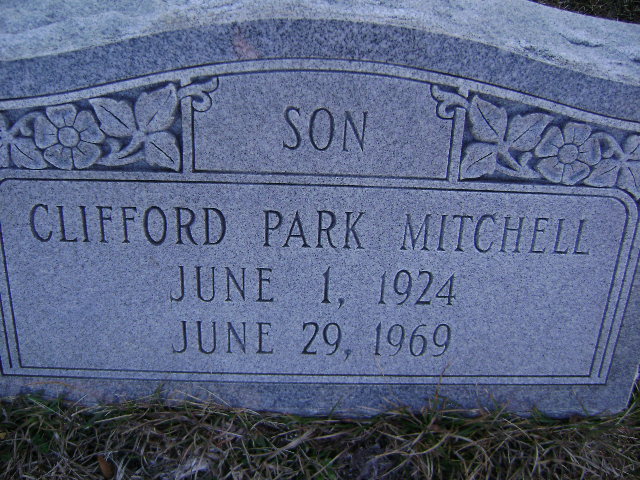 SON
CLIFFORD PARK MITCHELL
JUNE 1, 1924
JUNE 29, 1969